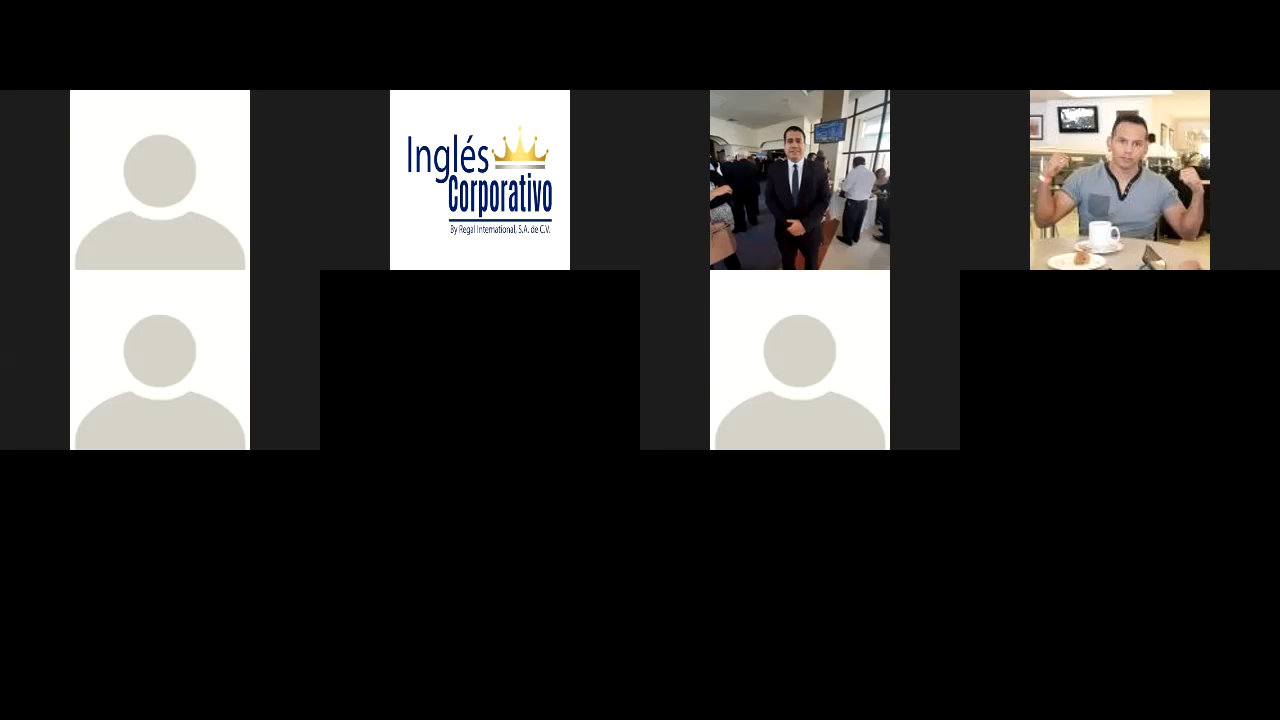 Inglés
Corporativo
By Regal International, S.A. de C.V.